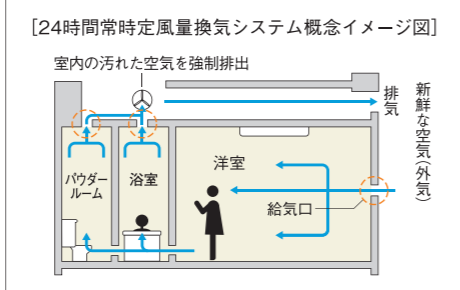 [24時間常時定風量換気システム概念イメージ図]
室内の汚れた空気を強制排出
排気
新鮮な空気(外気)
パウダー
ルーム
浴室
洋室
給気口